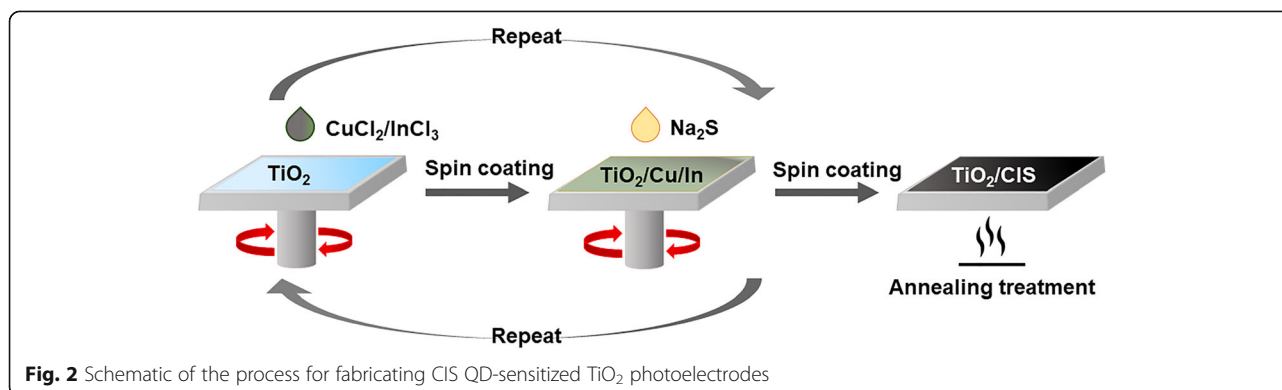 Repeat
CuCl₂/InCl₃
Na₂S
TiO₂
Spin coating
TiO₂/Cu/In
Spin coating
TiO₂/CIS
Annealing treatment
Repeat
Fig. 2 Schematic of the process for fabricating CIS QD-sensitized TiO₂ photoelectrodes